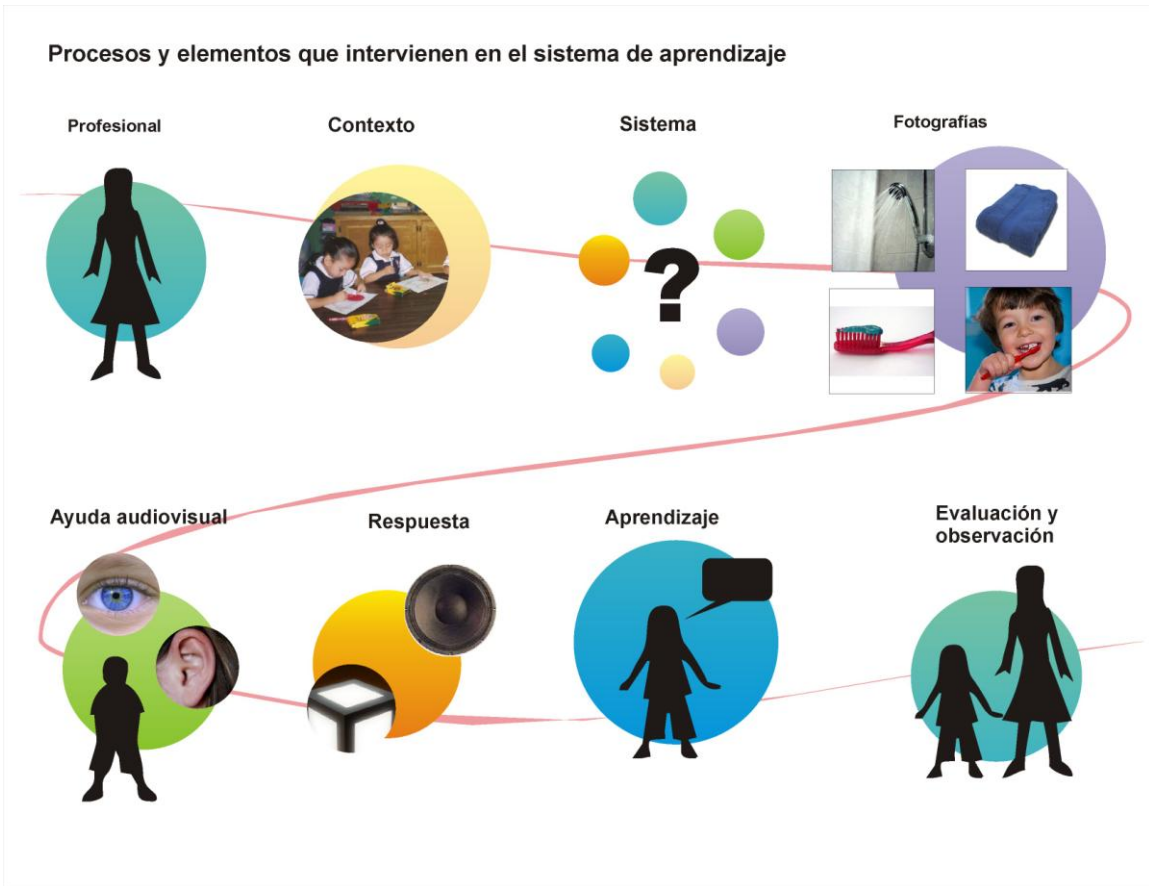 Procesos y elementos que intervienen en el sistema de aprendizaje
Profesional
Contexto
Sistema
Fotografías
?
Ayuda audiovisual
Respuesta
Aprendizaje
Evaluación y
observación